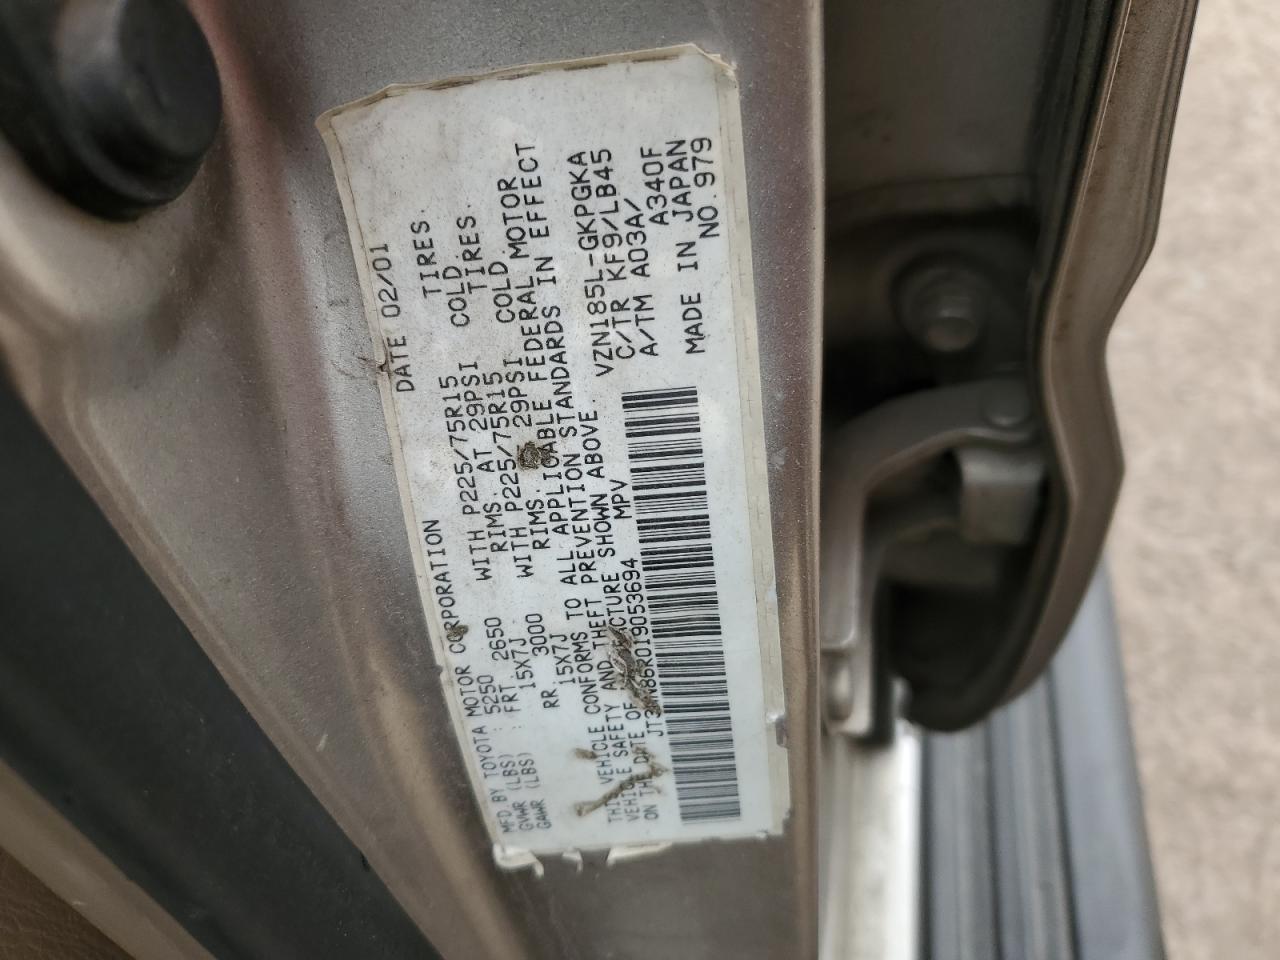 MFD. BY TOYOTA MOTOR CORPORATION DATE 02/01
GVWR (LBS) : 5250
GAWR (LBS) : FRT. 2650 WITH P225/75R15 TIRES.
15X7J RIMS. AT 29PSI COLD
RR. 3000 WITH P225/75R15 TIRES.
15X7J RIMS. 29PSI COLD
THIS VEHICLE CONFORMS TO ALL APPLICABLE FEDERAL MOTOR
VEHICLE SAFETY AND THEFT PREVENTION STANDARDS IN EFFECT
ON THE DATE OF SHOWN ABOVE.
MPV
VZN185L-GKPGKA
C/TR KF9/LB45
A/TM A03A/
A340F
MADE IN JAPAN
NO.979